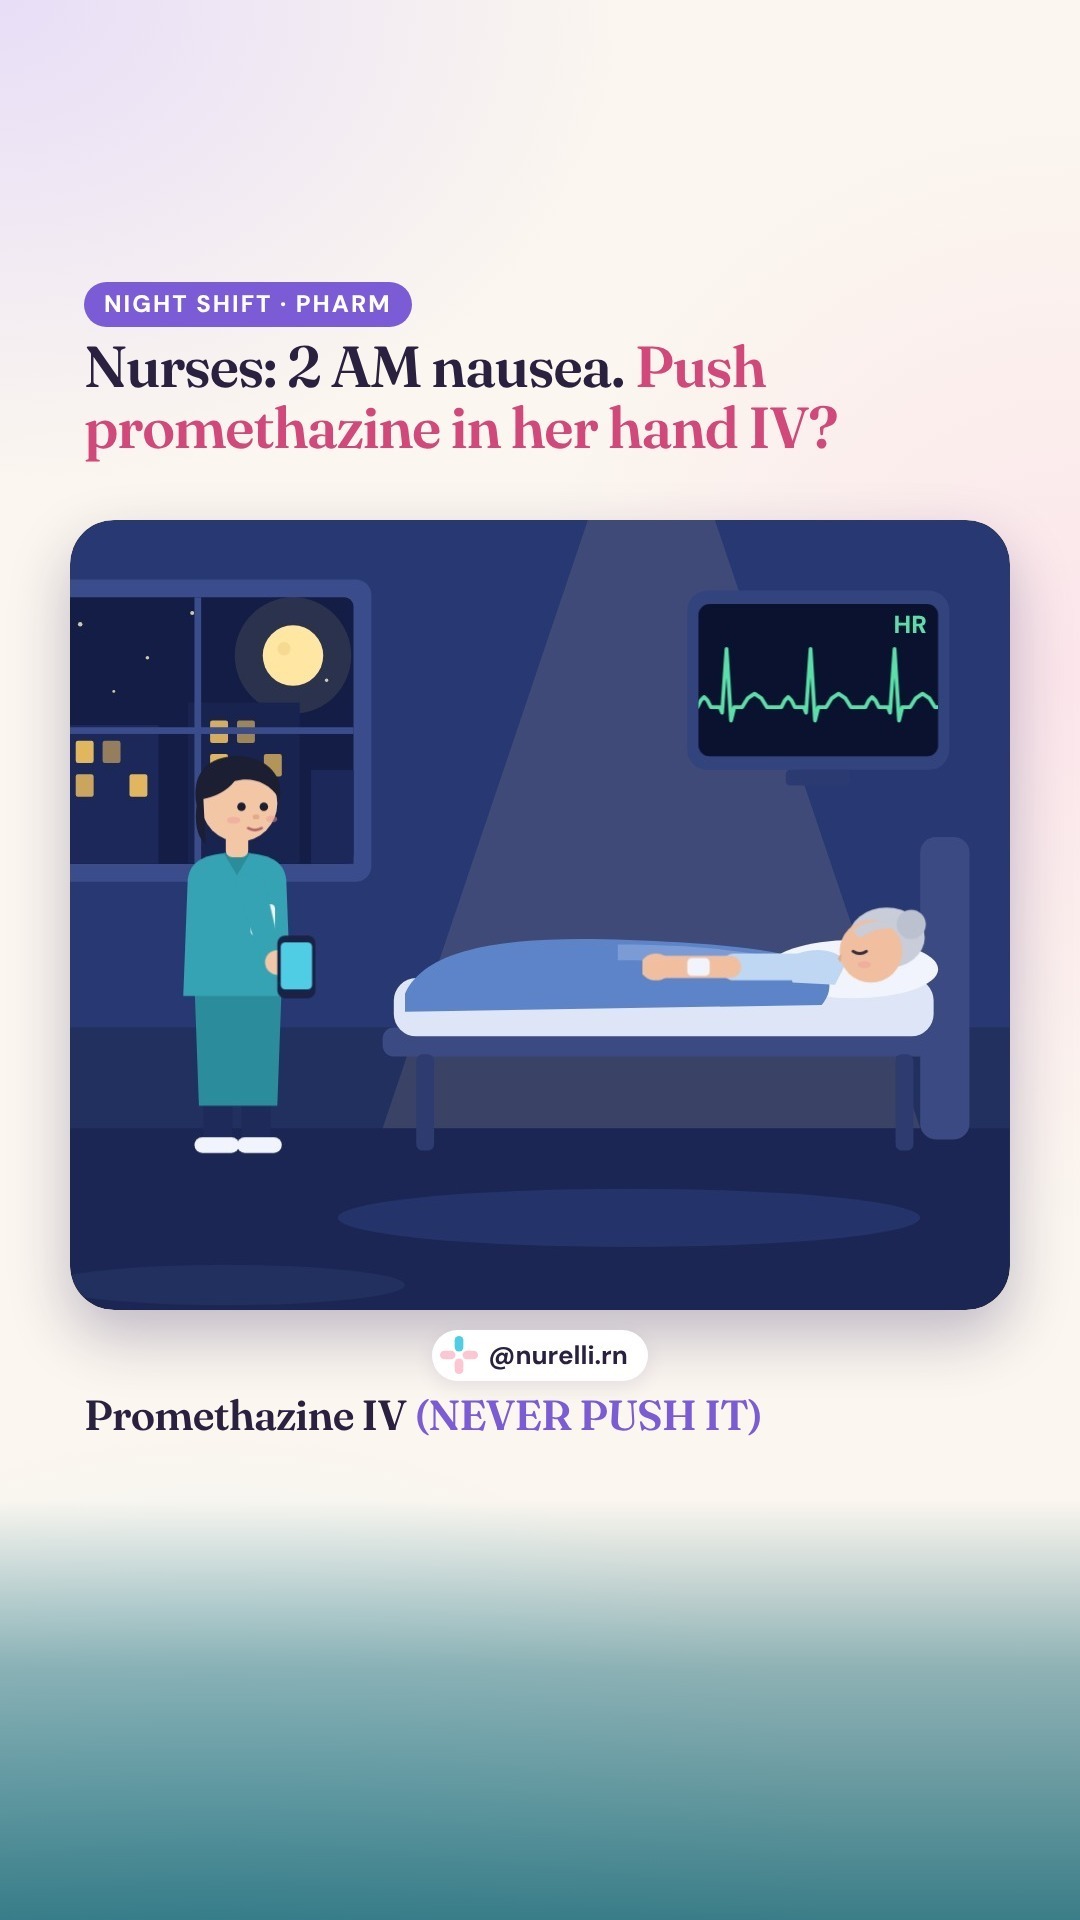 NIGHT SHIFT · PHARM
Nurses: 2 AM nausea. Push
promethazine in her hand IV?
HR
@nurelli.rn
Promethazine IV (NEVER PUSH IT)